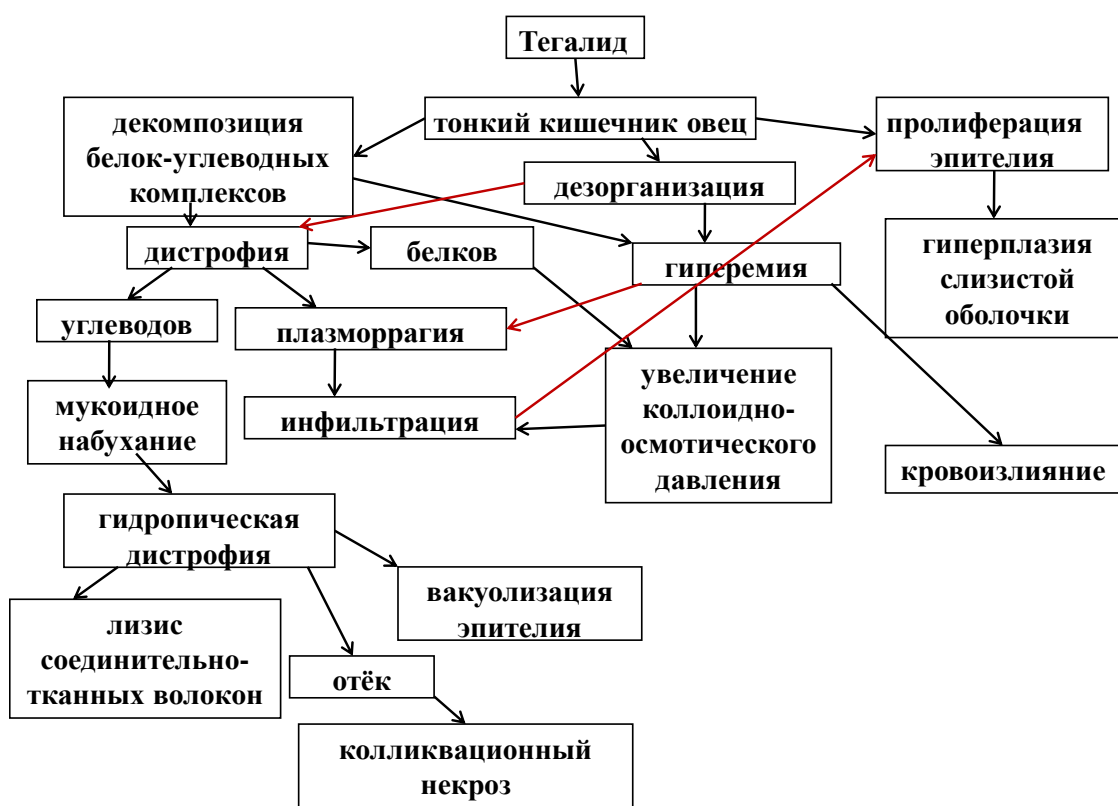 Тегалид
декомпозиция
белок-углеводных
комплексов
тонкий кишечник овец
пролиферация
эпителия
дезорганизация
дистрофия
белков
гиперемия
гиперплазия
слизистой
оболочки
углеводов
плазморрагия
мукоидное
набухание
инфильтрация
увеличение
коллоидно-
осмотического
давления
кровоизлияние
гидропическая
дистрофия
вакуолизация
эпителия
лизис
соединительно-
тканных волокон
отёк
колликвационный
некроз